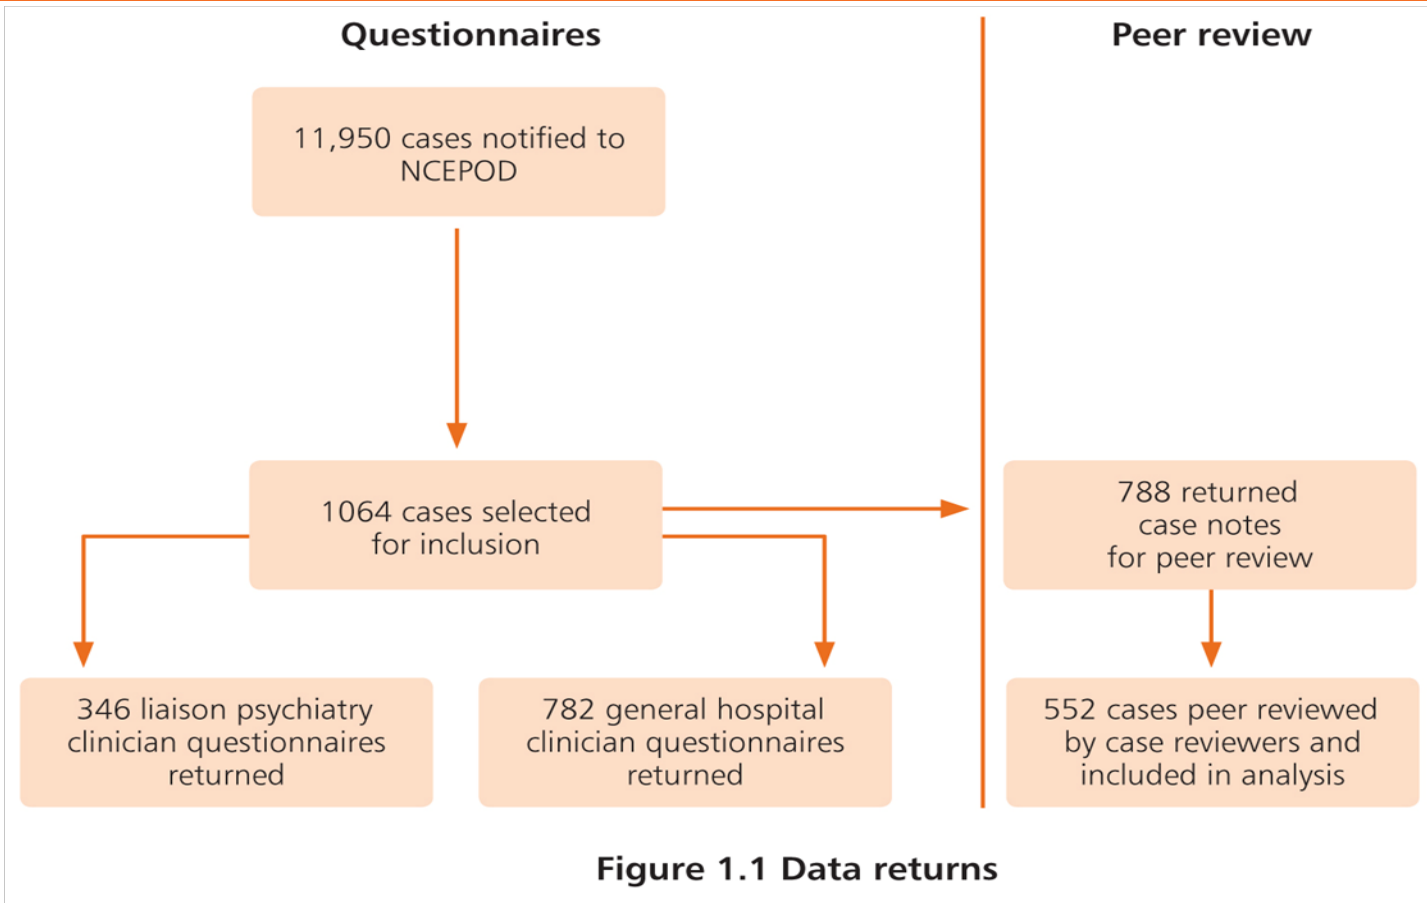 Questionnaires
Peer review
11,950 cases notified to
NCEPOD
1064 cases selected
for inclusion
788 returned
case notes
for peer review
346 liaison psychiatry
clinician questionnaires
returned
782 general hospital
clinician questionnaires
returned
552 cases peer reviewed
by case reviewers and
included in analysis
Figure 1.1 Data returns